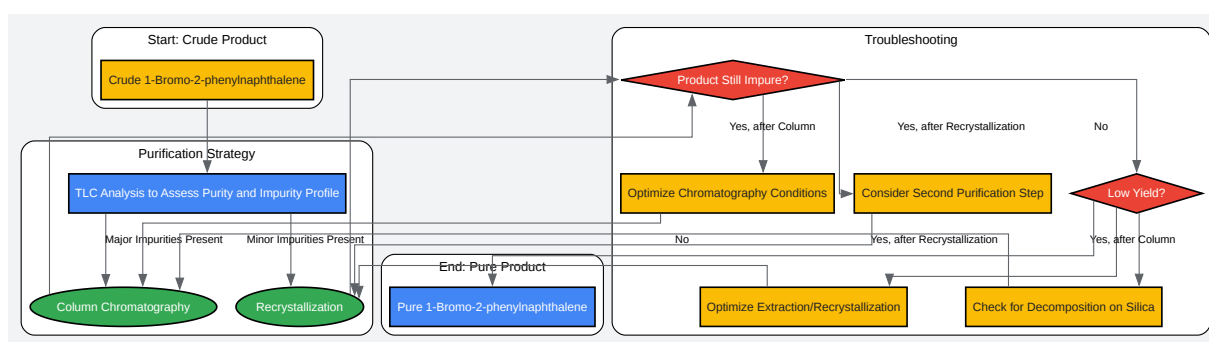 Start: Crude Product
Crude 1-Bromo-2-phenylnaphthalene
Purification Strategy
TLC Analysis to Assess Purity and Impurity Profile
Major Impurities Present
Minor Impurities Present
Column Chromatography
Recrystallization
End: Pure Product
Pure 1-Bromo-2-phenylnaphthalene
Troubleshooting
Product Still Impure?
Yes, after Column
Yes, after Recrystallization
No
Optimize Chromatography Conditions
Consider Second Purification Step
Low Yield?
No
Yes, after Recrystallization
Yes, after Column
Optimize Extraction/Recrystallization
Check for Decomposition on Silica